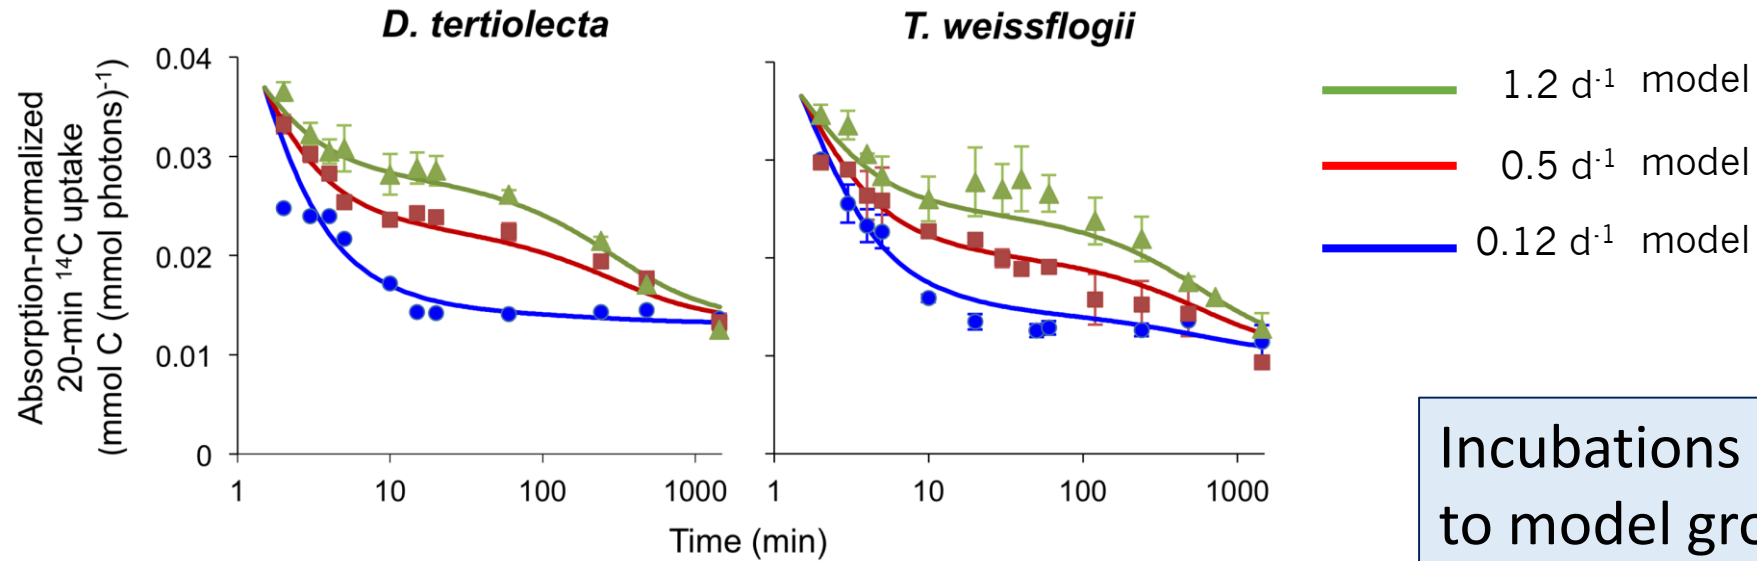 D. tertiolecta
T. weissflogii
Absorption-normalized
20-min ¹⁴C uptake
(mmol C (mmol photons)⁻¹)
0.04
0.03
0.02
0.01
0
1 10 100 1000
1 10 100 1000
Time (min)
1.2 d⁻¹ model
0.5 d⁻¹ model
0.12 d⁻¹ model
Incubations
to model gro